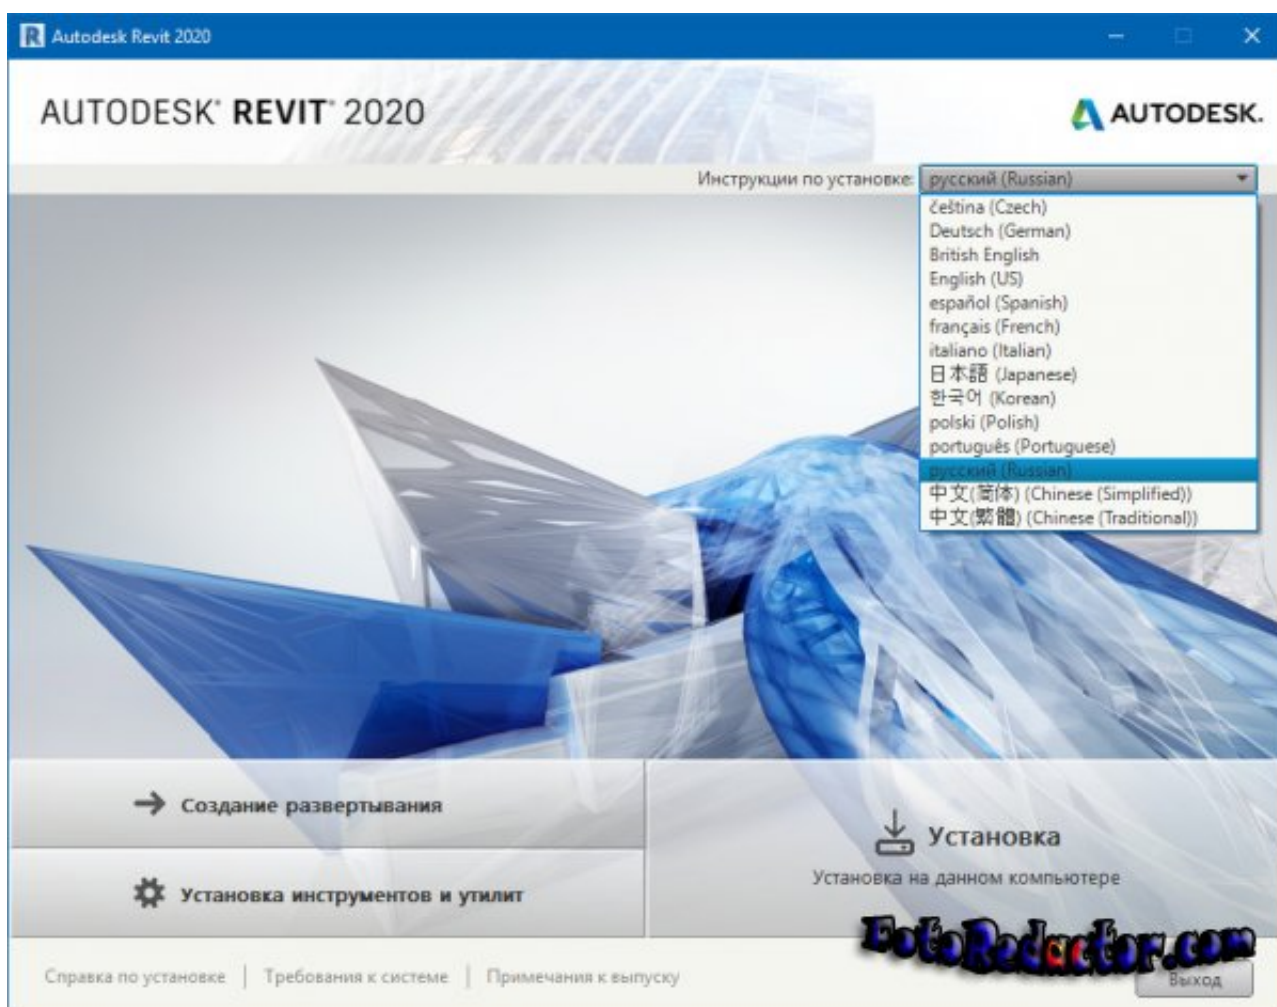 Autodesk Revit 2020
AUTODESK® REVIT® 2020
AUTODESK.
Инструкции по установке: русский (Russian)
čeština (Czech)
Deutsch (German)
British English
English (US)
español (Spanish)
français (French)
italiano (Italian)
日本語 (Japanese)
한국어 (Korean)
polski (Polish)
português (Portuguese)
русский (Russian)
中文(简体) (Chinese (Simplified))
中文(繁體) (Chinese (Traditional))
Создание развертывания
Установка инструментов и утилит
Установка
Установка на данном компьютере
FotoRedactor.com
Справка по установке | Требования к системе | Примечания к выпуску
Выход